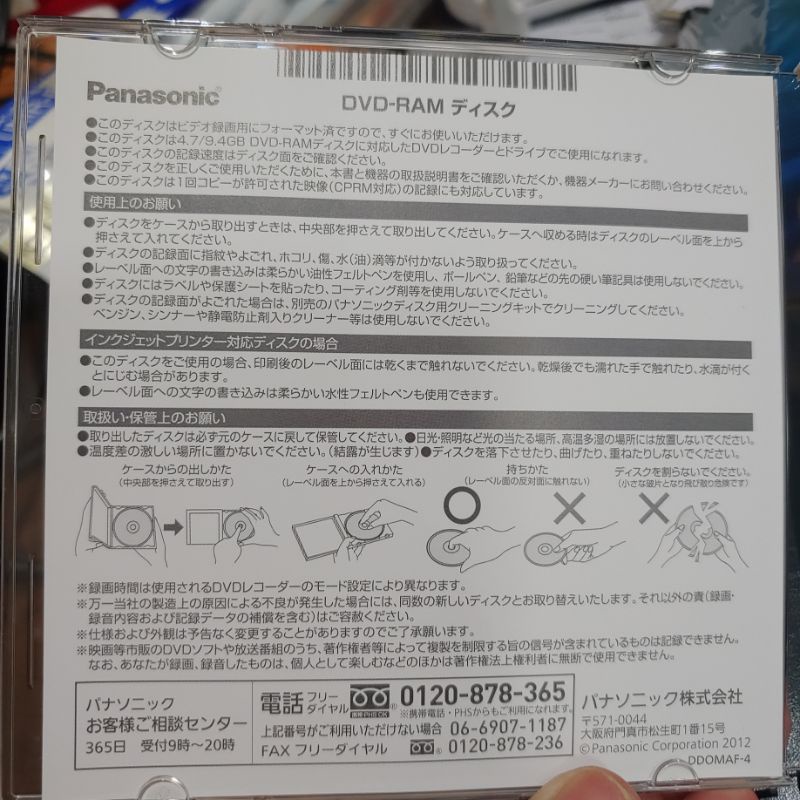 Panasonic
DVD-RAM ディスク
●このディスクはビデオ録画用にフォーマット済ですので、すぐにお使いいただけます。
●このディスクは4.7/9.4GB DVD-RAMディスクに対応したDVDレコーダーとドライブでご使用になれます。
●このディスクの記録速度はディスク面をご確認ください。
●このディスクを正しくご使用いただくために、本書と機器の取扱説明書をご確認いただくか、機器メーカーにお問い合わせください。
●このディスクは1回コピーが許可された映像(CPRM対応)の記録にも対応しています。
使用上のお願い
●ディスクをケースから取り出すときは、中央部を押さえて取り出してください。ケースへ収める時はディスクのレーベル面を上から
押さえて入れてください。
●ディスクの記録面に指紋やよごれ、ホコリ、傷、水(油)滴等が付かないよう取り扱ってください。
●レーベル面への文字の書き込みは柔らかい油性フェルトペンを使用し、ボールペン、鉛筆などの先の硬い筆記具は使用しないでください。
●ディスクにはラベルや保護シートを貼ったり、コーティング剤等を使用しないでください。
●ディスクの記録面がよごれた場合は、別売のパナソニックディスク用クリーニングキットでクリーニングしてください。
ベンジン、シンナーや静電防止剤入りクリーナー等は使用しないでください。
インクジェットプリンター対応ディスクの場合
●このディスクをご使用の場合、印刷後のレーベル面には乾くまで触れないでください。乾燥後でも濡れた手で触れたり、水滴が付く
とにじむ場合があります。
●レーベル面への文字の書き込みは柔らかい水性フェルトペンも使用できます。
取扱い・保管上のお願い
●取り出したディスクは必ず元のケースに戻して保管してください。●日光・照明など光の当たる場所、高温多湿の場所には放置しないでください。
●温度差の激しい場所に置かないでください。(結露が生じます)●ディスクを落下させたり、曲げたり、重ねたりしないでください。
ケースからの出しかた
(中央部を押さえて取り出す)
ケースへの入れかた
(レーベル面を上から押さえて入れる)
持ちかた
(レーベル面の反対面に触れない)
ディスクを割らないでください。
(小さな破片となり飛び散り危険です)
※録画時間は使用されるDVDレコーダーのモード設定により異なります。
※万一当社の製造上の原因による不良が発生した場合には、同数の新しいディスクとお取り替えいたします。それ以外の責(録画・
録音内容および記録データの補償を含む)はご容赦ください。
※仕様および外観は予告なく変更することがありますのでご了承願います。
※映画等市販のDVDソフトや放送番組のうち、著作権者等によって複製を制限する旨の信号が含まれているものは記録できません。
なお、あなたが録画、録音したものは、個人として楽しむなどのほかは著作権法上権利者に無断で使用できません。
パナソニック
お客様ご相談センター
365日 受付9時〜20時
電話 フリーダイヤル 携帯・PHS OK 0120-878-365
※携帯電話・PHSからもご利用になれます。
上記番号がご利用いただけない場合 06-6907-1187
FAX フリーダイヤル 0120-878-236
パナソニック株式会社
〒571-0044
大阪府門真市松生町1番15号
©Panasonic Corporation 2012
DDOMAF-4